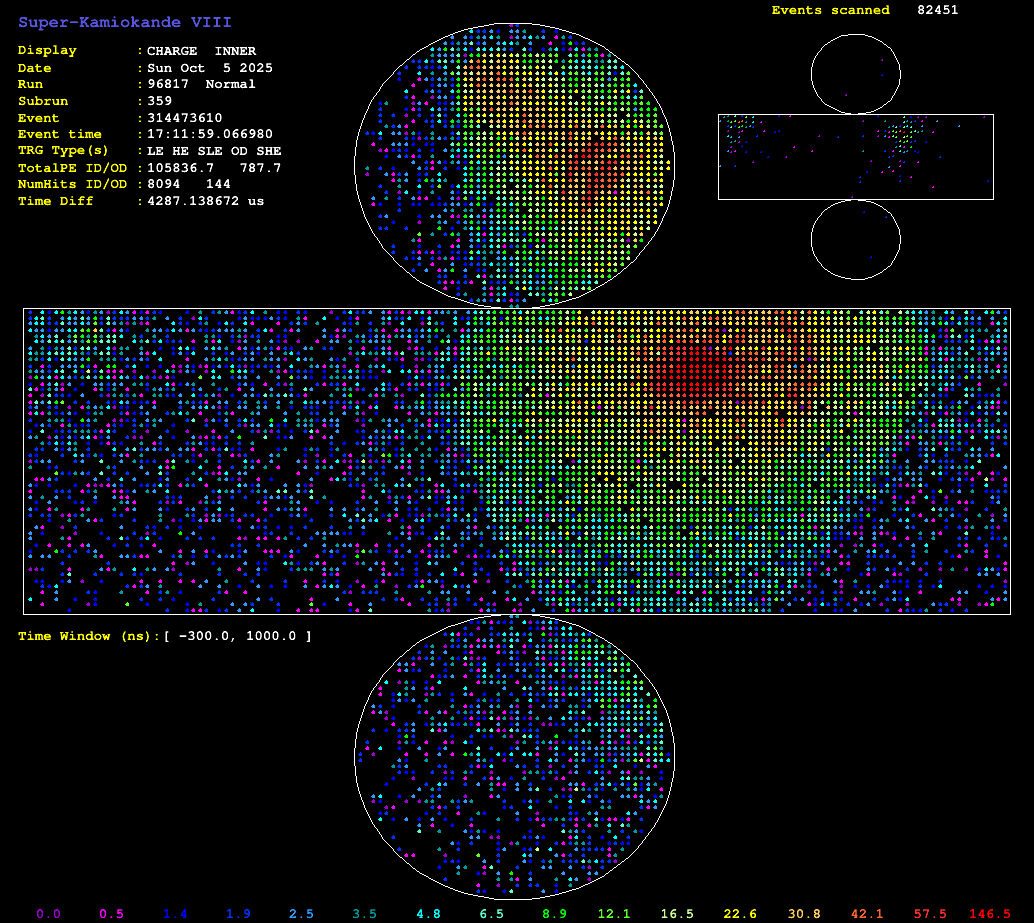 Super-Kamiokande VIII
Events scanned 82451
Display : CHARGE INNER
Date : Sun Oct 5 2025
Run : 96817 Normal
Subrun : 359
Event : 314473610
Event time : 17:11:59.066980
TRG Type(s) : LE HE SLE OD SHE
TotalPE ID/OD : 105836.7 787.7
NumHits ID/OD : 8094 144
Time Diff : 4287.138672 us
Time Window (ns):[ -300.0, 1000.0 ]
0.0 0.5 1.4 1.9 2.5 3.5 4.8 6.5 8.9 12.1 16.5 22.6 30.8 42.1 57.5 146.5